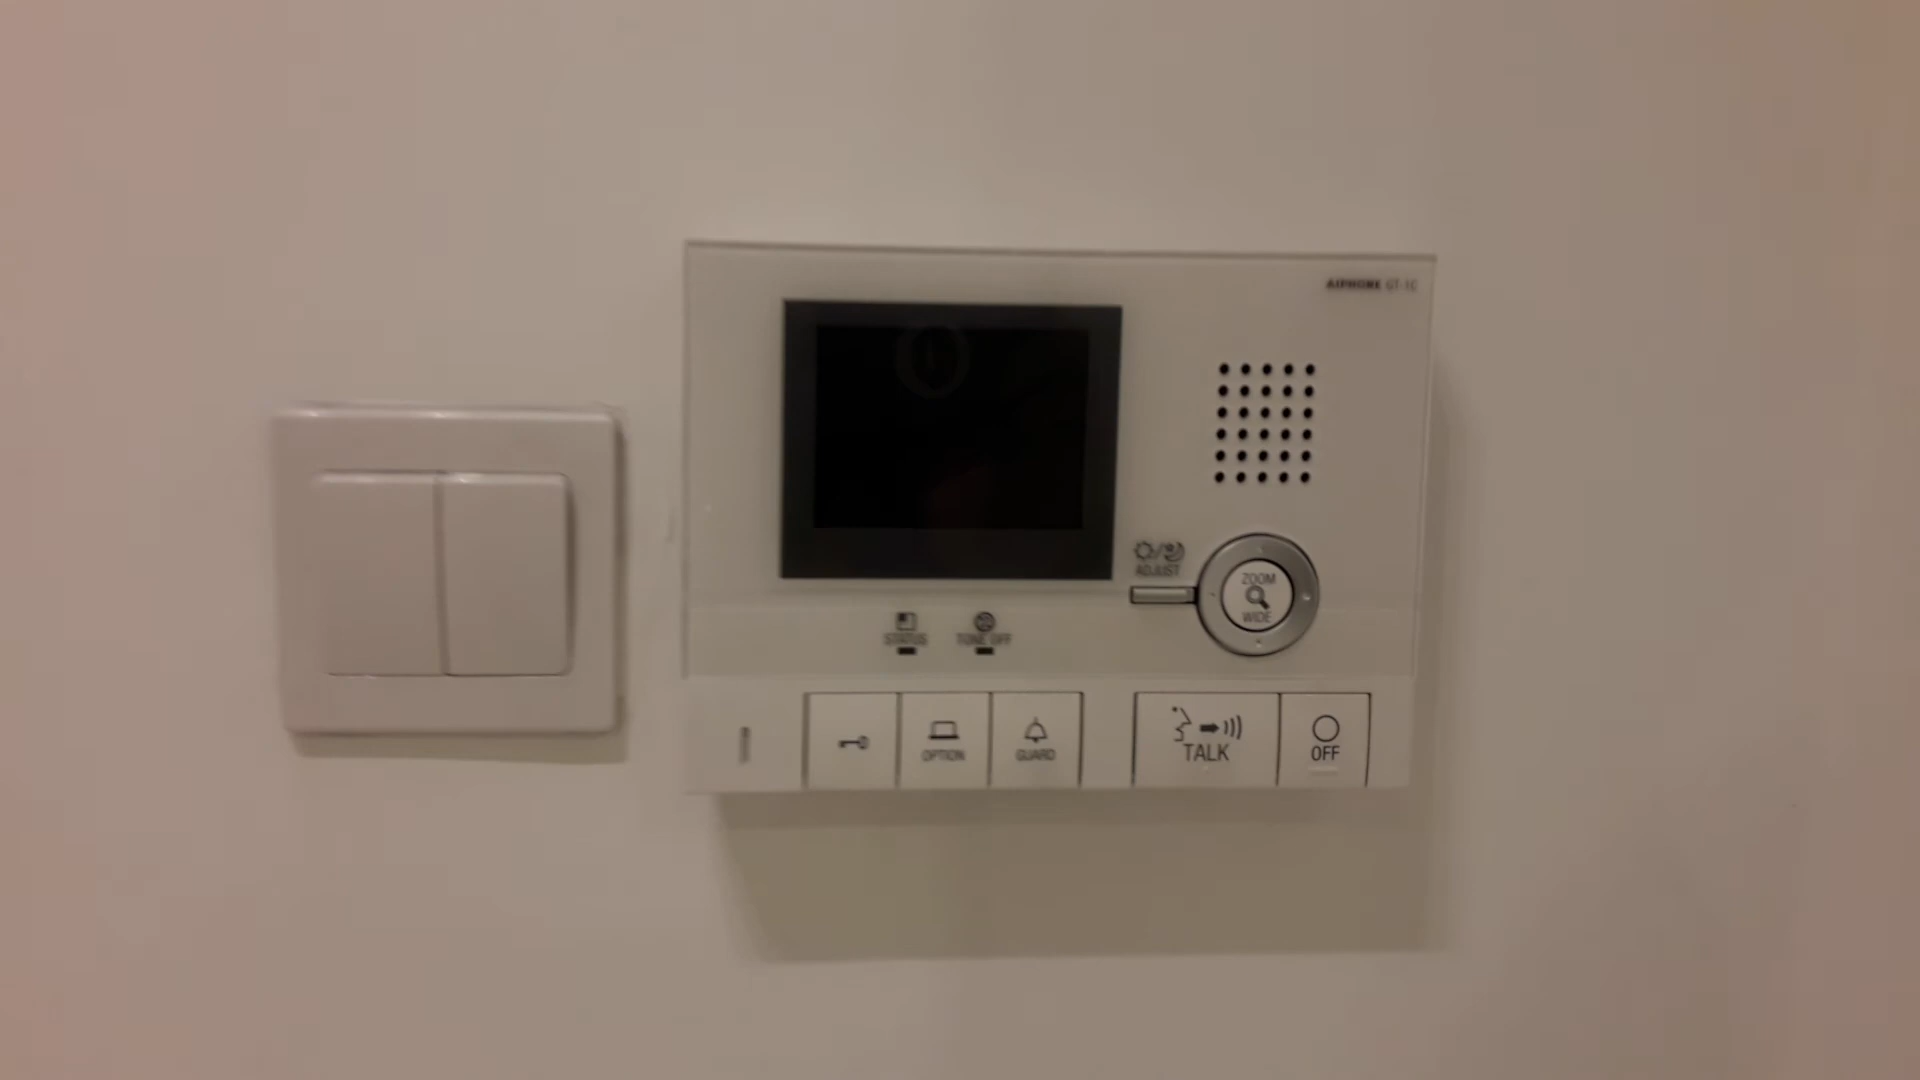 AIPHONE GT-1C
ADJUST
ZOOM
WIDE
STATUS TONE OFF
OPTION
GUARD
TALK
OFF